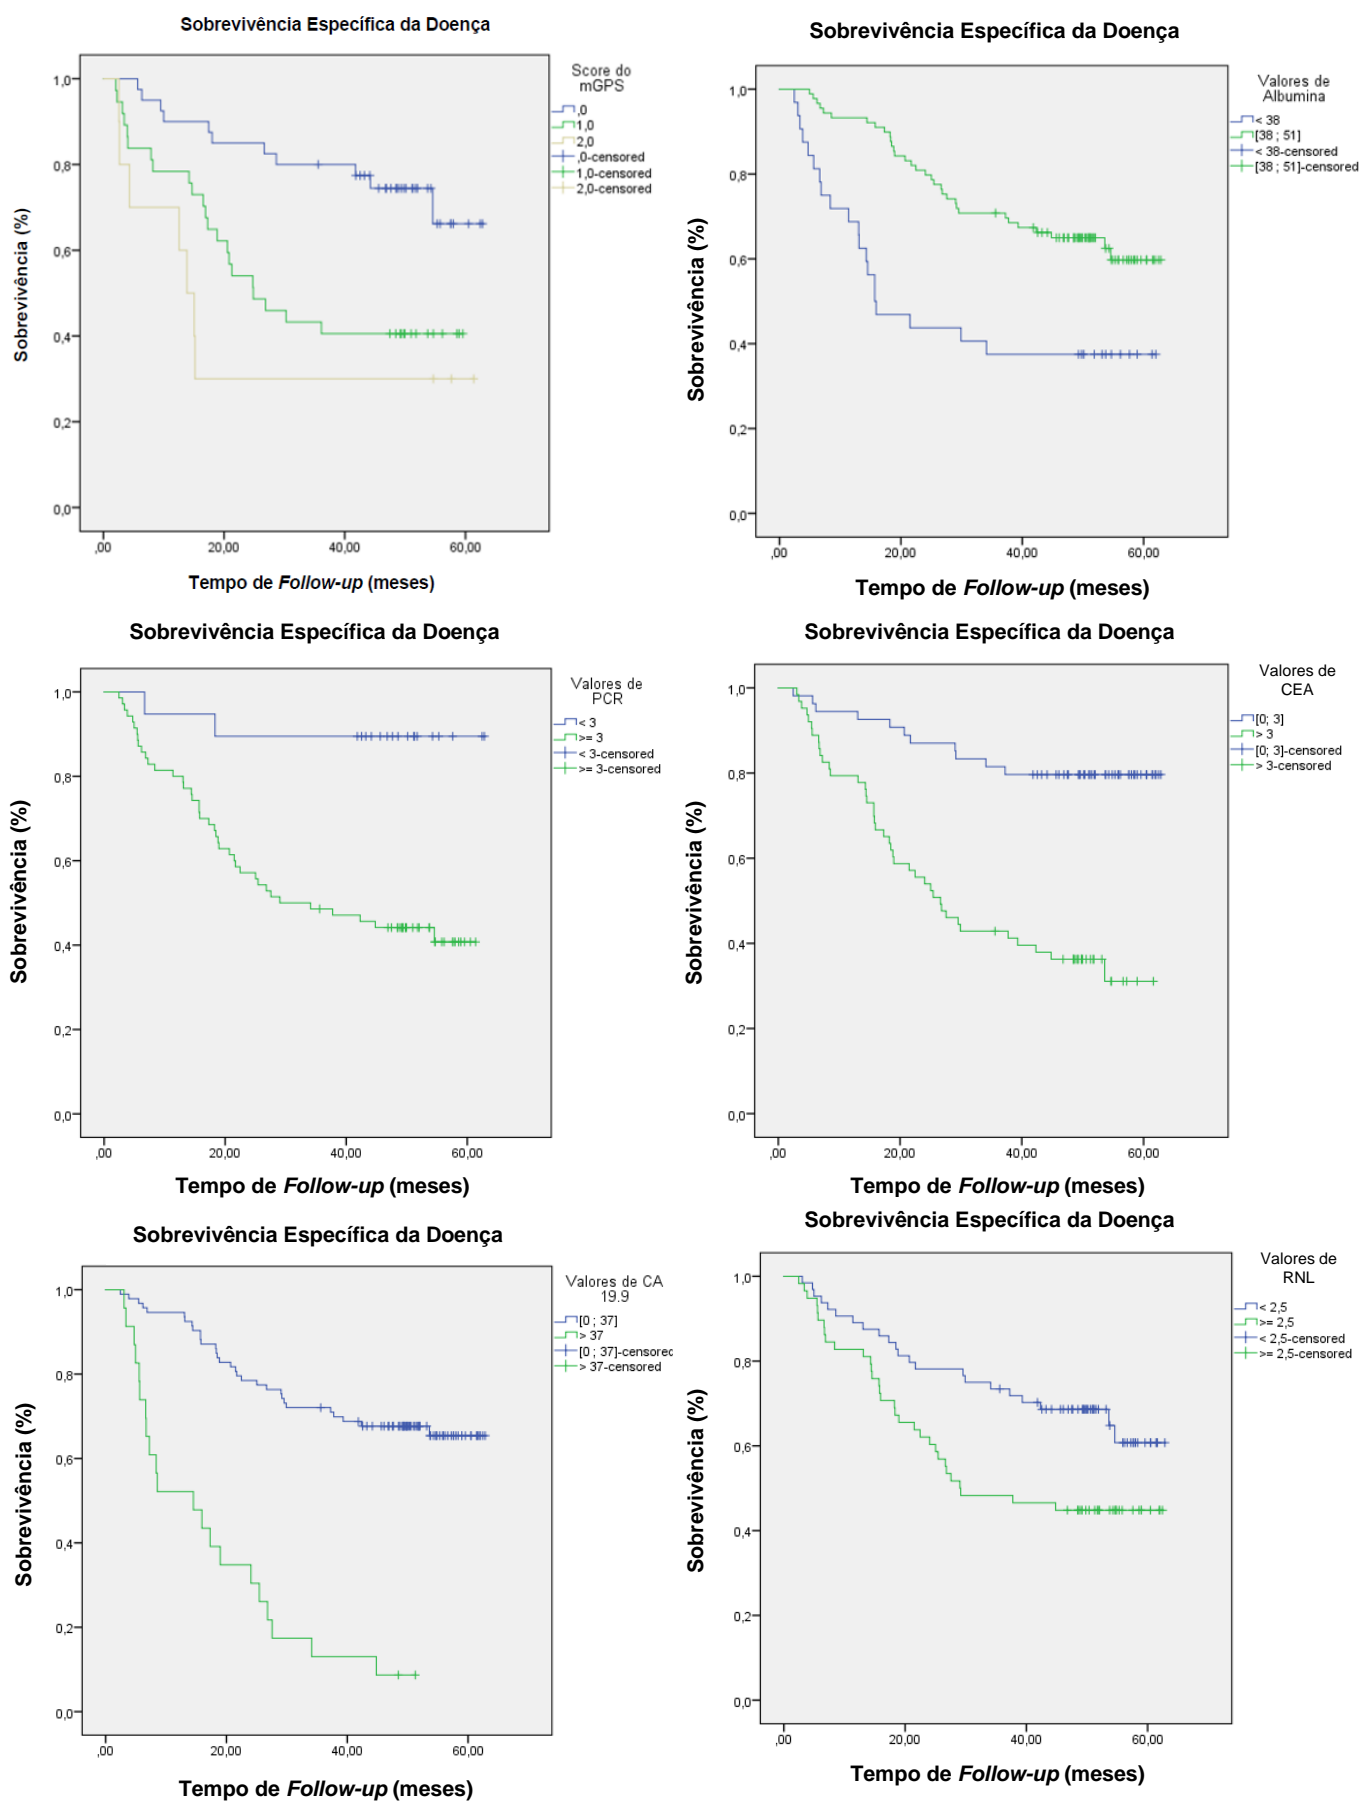 Sobrevivência Específica da Doença
Score do
mGPS
,0
1,0
2,0
,0-censored
1,0-censored
2,0-censored
Sobrevivência (%)
1,0
0,8
0,6
0,4
0,2
0,0
,00 20,00 40,00 60,00
Tempo de Follow-up (meses)
Sobrevivência Específica da Doença
Valores de
Albumina
< 38
[38 ; 51]
< 38-censored
[38 ; 51]-censored
Sobrevivência (%)
1,0
0,8
0,6
0,4
0,2
0,0
,00 20,00 40,00 60,00
Tempo de Follow-up (meses)
Sobrevivência Específica da Doença
Valores de
PCR
< 3
>= 3
< 3-censored
>= 3-censored
Sobrevivência (%)
1,0
0,8
0,6
0,4
0,2
0,0
,00 20,00 40,00 60,00
Tempo de Follow-up (meses)
Sobrevivência Específica da Doença
Valores de
CEA
[0; 3]
> 3
[0; 3]-censored
> 3-censored
Sobrevivência (%)
1,0
0,8
0,6
0,4
0,2
0,0
,00 20,00 40,00 60,00
Tempo de Follow-up (meses)
Sobrevivência Específica da Doença
Valores de CA
19.9
[0 ; 37]
> 37
[0 ; 37]-censorec
> 37-censored
Sobrevivência (%)
1,0
0,8
0,6
0,4
0,2
0,0
,00 20,00 40,00 60,00
Tempo de Follow-up (meses)
Sobrevivência Específica da Doença
Valores de
RNL
< 2,5
>= 2,5
< 2,5-censored
>= 2,5-censored
Sobrevivência (%)
1,0
0,8
0,6
0,4
0,2
0,0
,00 20,00 40,00 60,00
Tempo de Follow-up (meses)